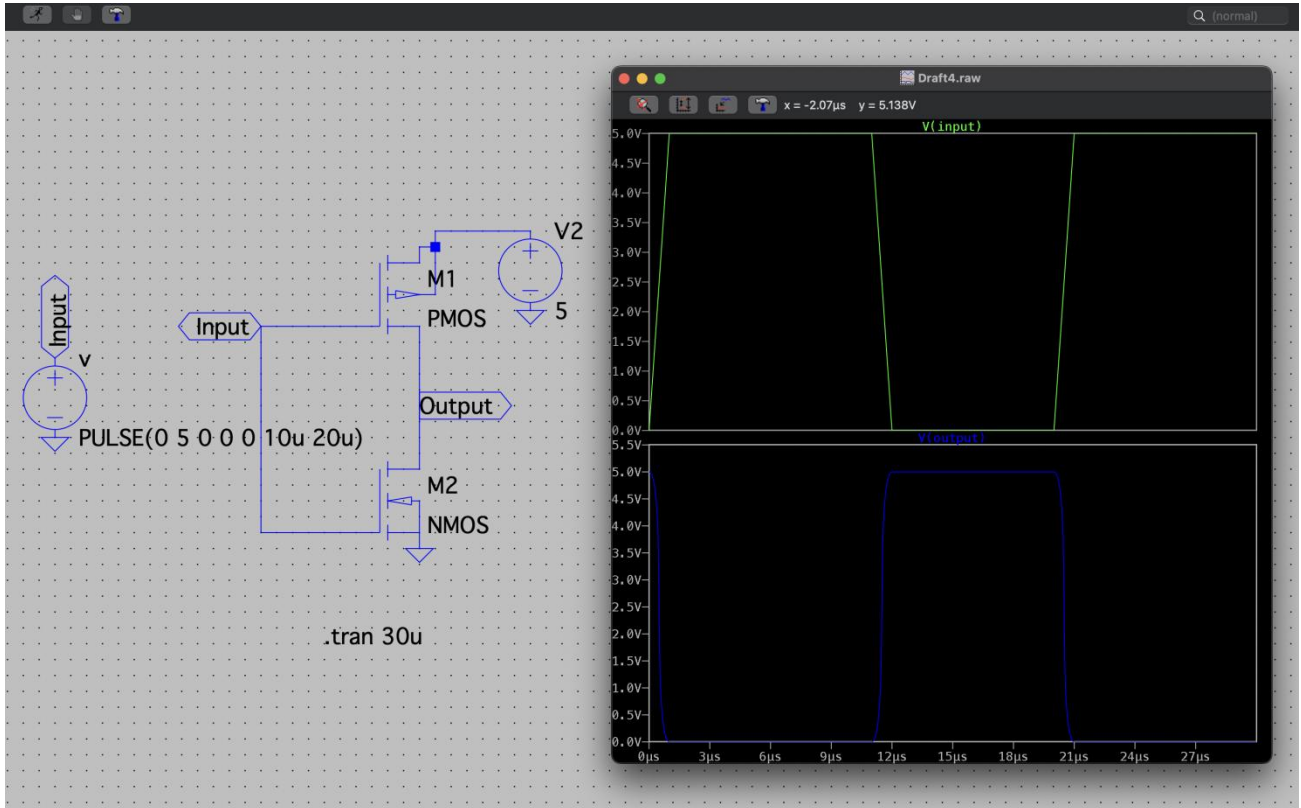 (normal)
Draft4.raw
x = -2.07µs y = 5.138V
V(input)
5.0V
4.5V
4.0V
3.5V
3.0V
2.5V
2.0V
1.5V
1.0V
0.5V
0.0V
V(output)
5.5V
5.0V
4.5V
4.0V
3.5V
3.0V
2.5V
2.0V
1.5V
1.0V
0.5V
0.0V
0µs 3µs 6µs 9µs 12µs 15µs 18µs 21µs 24µs 27µs
V2
M1
PMOS
5
Input
Input
v
Output
PULSE(0 5 0 0 0 10u 20u)
M2
NMOS
.tran 30u